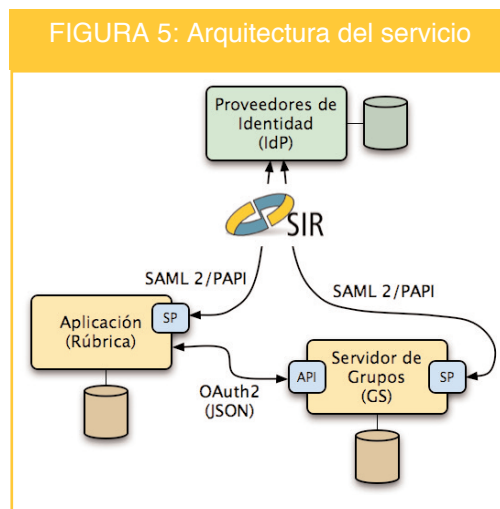 FIGURA 5: Arquitectura del servicio
Proveedores de
Identidad
(IdP)
SIR
SAML 2/PAPI
SAML 2/PAPI
Aplicación
(Rúbrica)
SP
OAuth2
(JSON)
API
Servidor de
Grupos
(GS)
SP